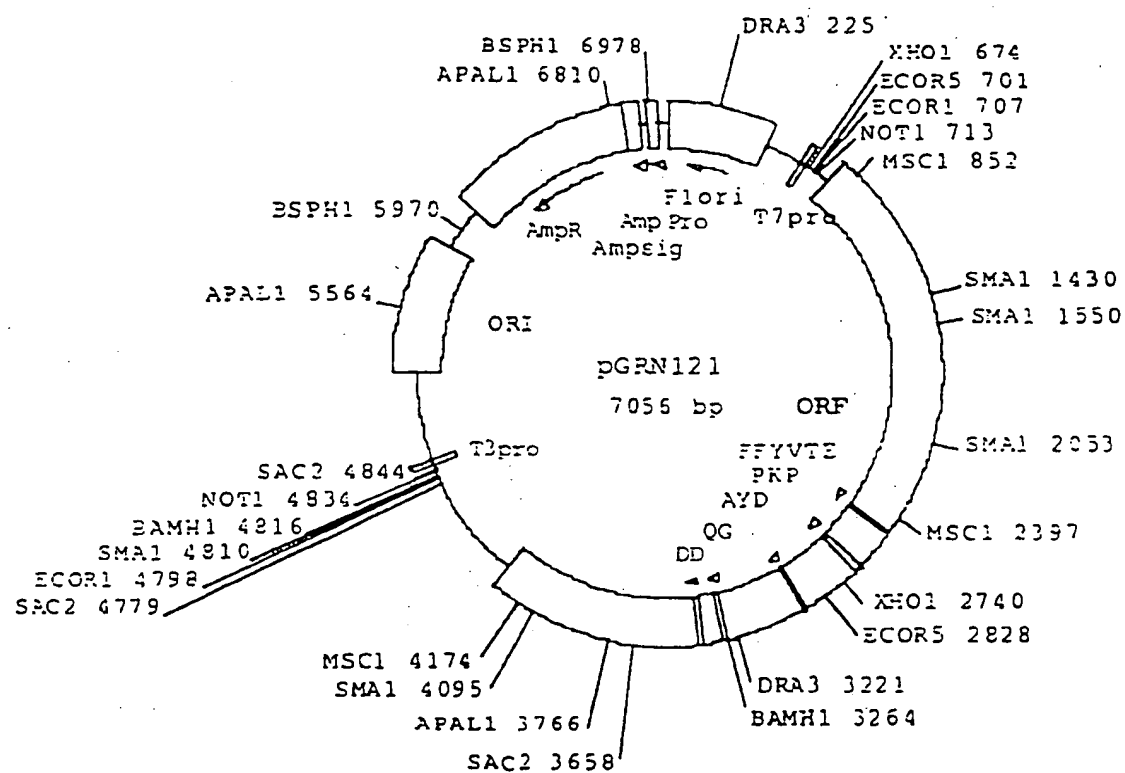 DRA3 225
BSPH1 6978
APAL1 6810
XHO1 674
ECOR5 701
ECOR1 707
NOT1 713
MSC1 852
BSPH1 5970
AmpR
Amp Pro
Ampsig
F1ori
T7pro
APAL1 5564
ORI
SMA1 1430
SMA1 1550
pGRN121
7056 bp
ORF
SMA1 2053
FFYVTE
PKP
AYD
QG
DD
T3pro
SAC2 4844
NOT1 4834
BAMH1 4816
SMA1 4810
ECOR1 4798
SAC2 4779
MSC1 2397
XHO1 2740
ECOR5 2828
MSC1 4174
SMA1 4095
APAL1 3766
SAC2 3658
DRA3 3221
BAMH1 3264